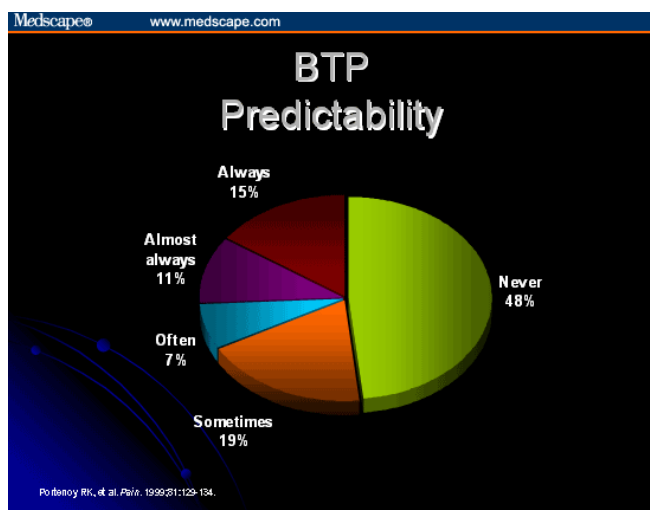 Medscape® www.medscape.com
BTP
Predictability
Always
15%
Almost
always
11%
Never
48%
Often
7%
Sometimes
19%
Portenoy RK, et al. Pain. 1999;81:129-134.